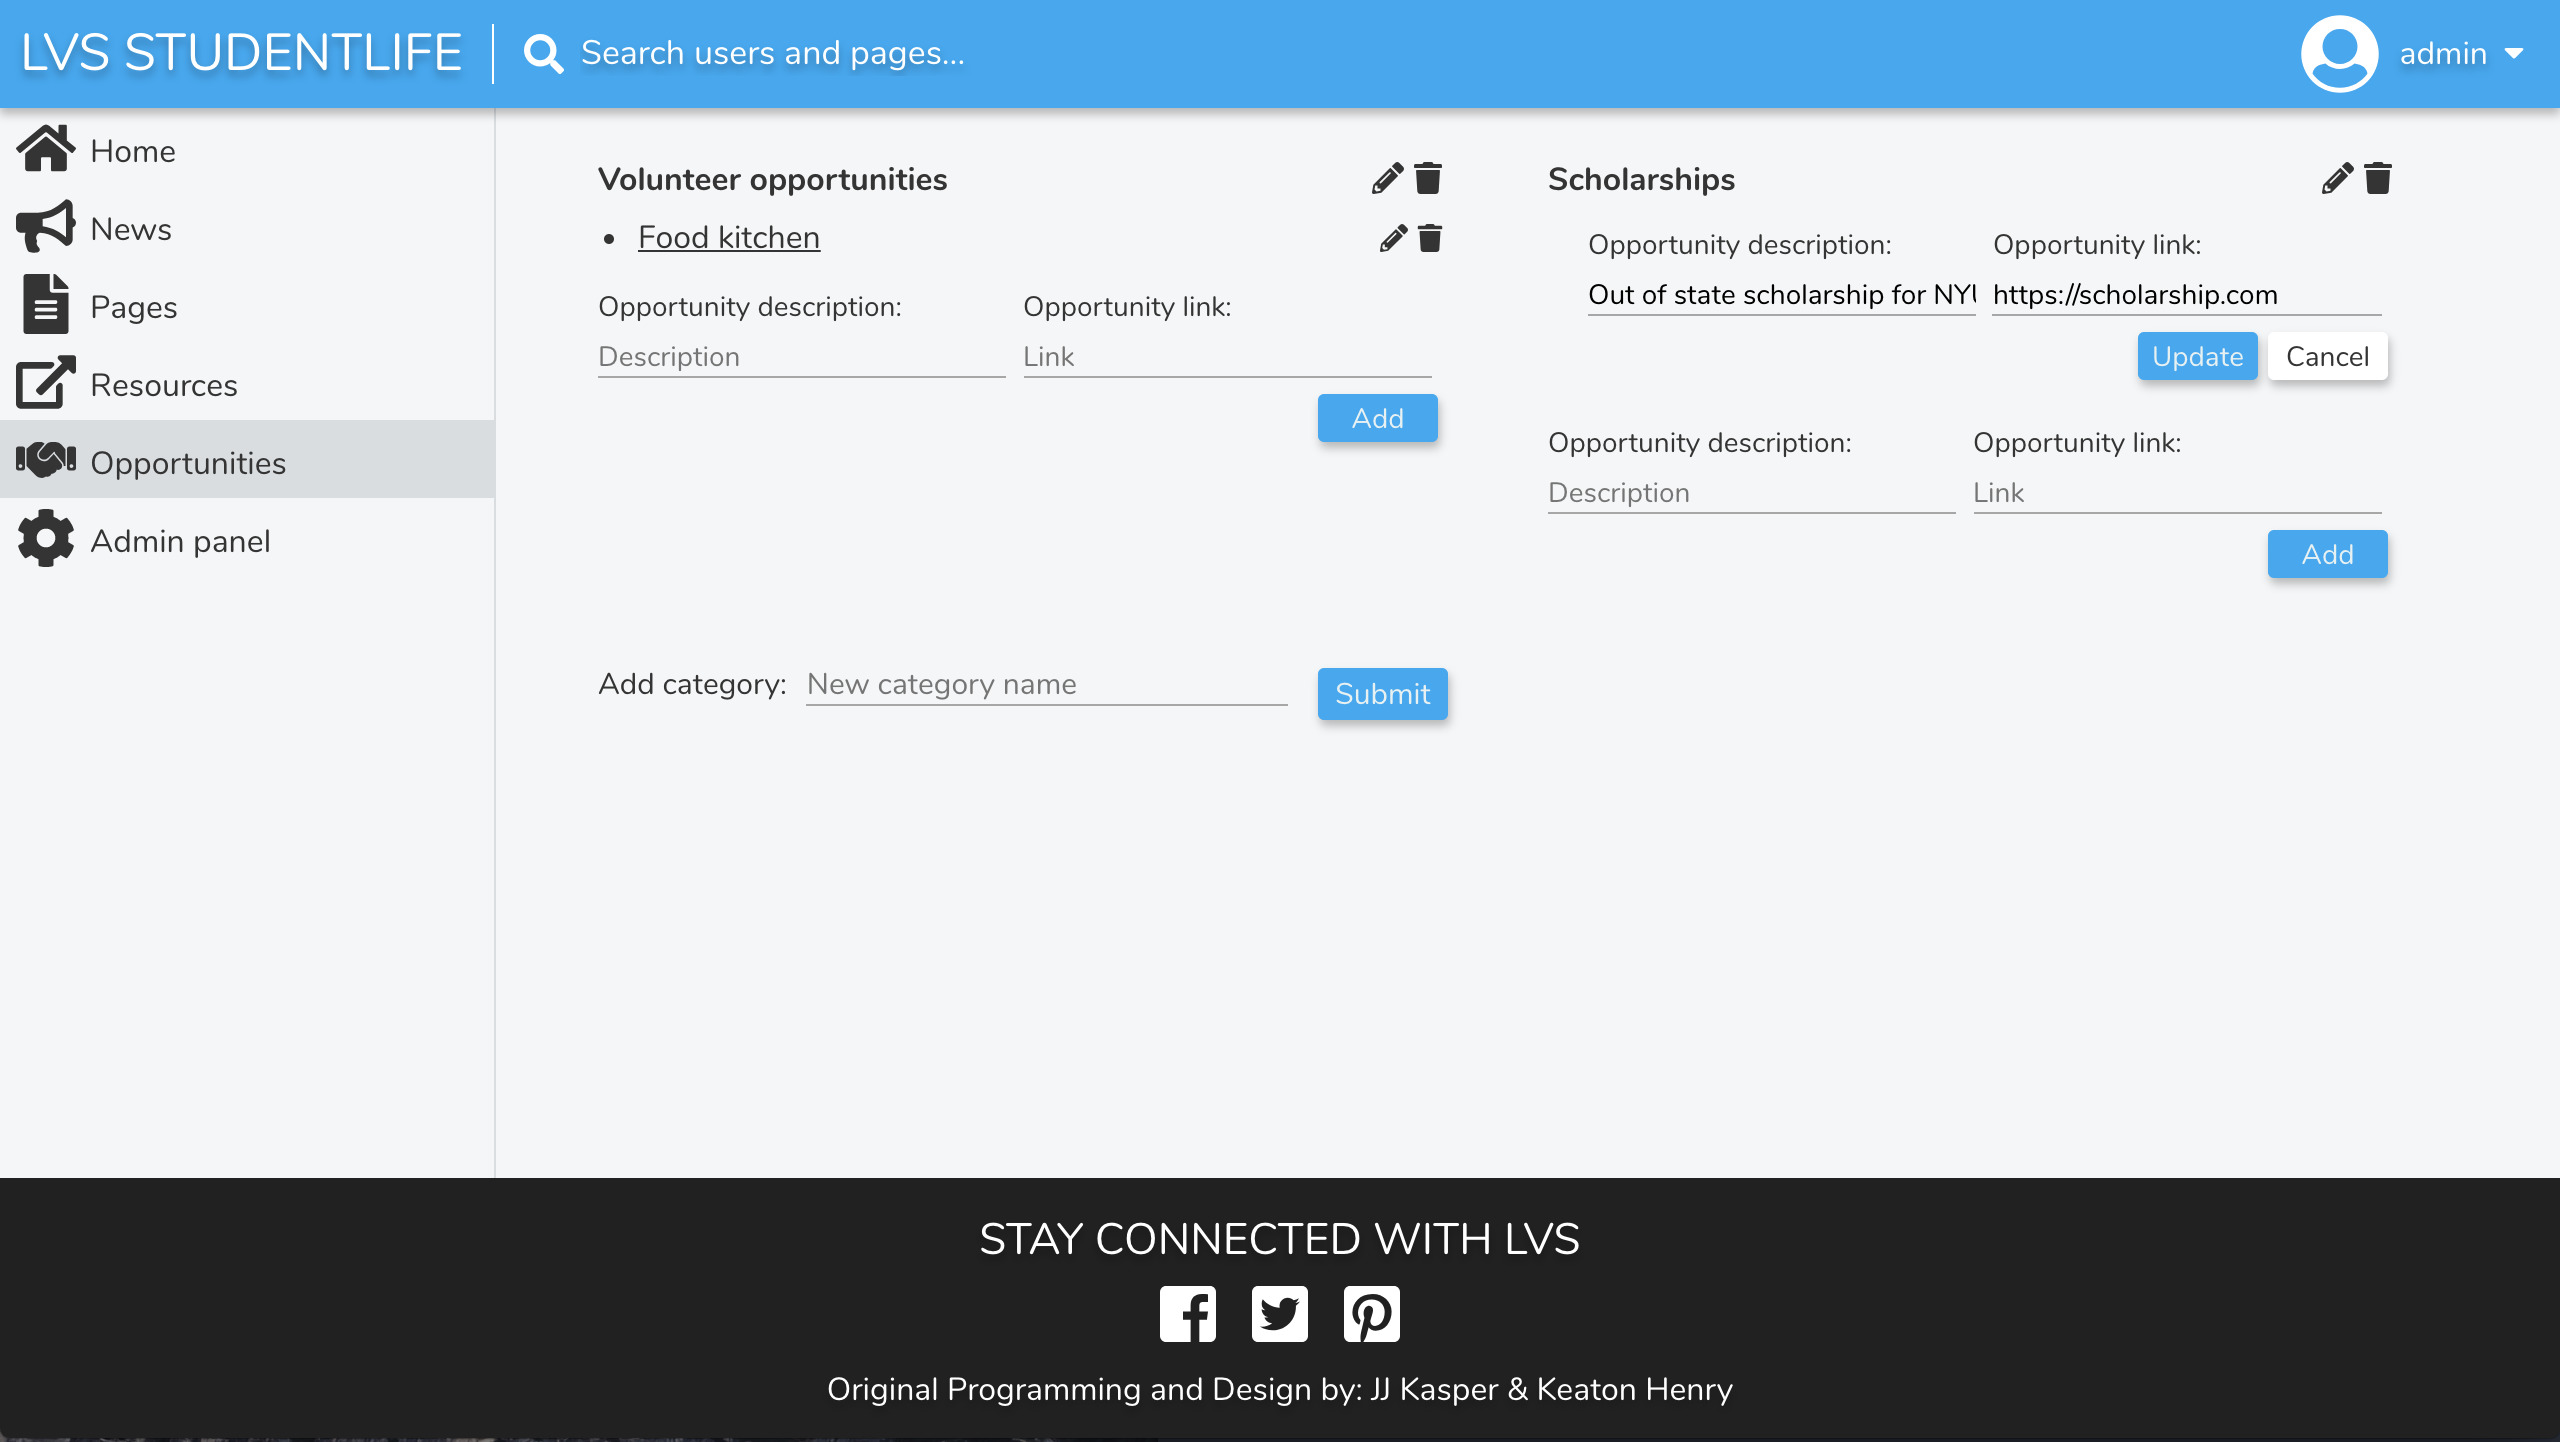 LVS STUDENTLIFE
Search users and pages...
admin
Home
News
Pages
Resources
Opportunities
Admin panel
Volunteer opportunities
Food kitchen
Opportunity description: Opportunity link:
Description Link
Add
Scholarships
Opportunity description: Opportunity link:
Out of state scholarship for NYU https://scholarship.com
Update Cancel
Opportunity description: Opportunity link:
Description Link
Add
Add category: New category name Submit
STAY CONNECTED WITH LVS
Original Programming and Design by: JJ Kasper & Keaton Henry